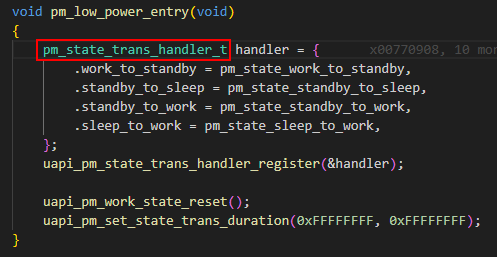 void pm_low_power_entry(void)
{
    pm_state_trans_handler_t handler = {     x00770908, 10 mor
        .work_to_standby = pm_state_work_to_standby,
        .standby_to_sleep = pm_state_standby_to_sleep,
        .standby_to_work = pm_state_standby_to_work,
        .sleep_to_work = pm_state_sleep_to_work,
    };
    uapi_pm_state_trans_handler_register(&handler);

    uapi_pm_work_state_reset();
    uapi_pm_set_state_trans_duration(0xFFFFFFFF, 0xFFFFFFFF);
}